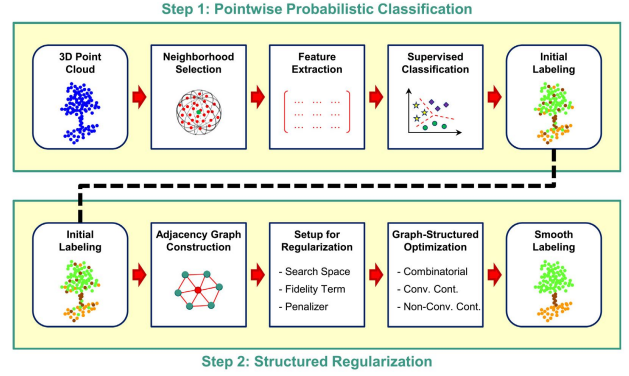 Step 1: Pointwise Probabilistic Classification
3D Point
Cloud
Neighborhood
Selection
Feature
Extraction
Supervised
Classification
Initial
Labeling
... ... ...
... ... ...
... ... ...
Initial
Labeling
Adjacency Graph
Construction
Setup for
Regularization
- Search Space
- Fidelity Term
- Penalizer
Graph-Structured
Optimization
- Combinatorial
- Conv. Cont.
- Non-Conv. Cont.
Smooth
Labeling
Step 2: Structured Regularization